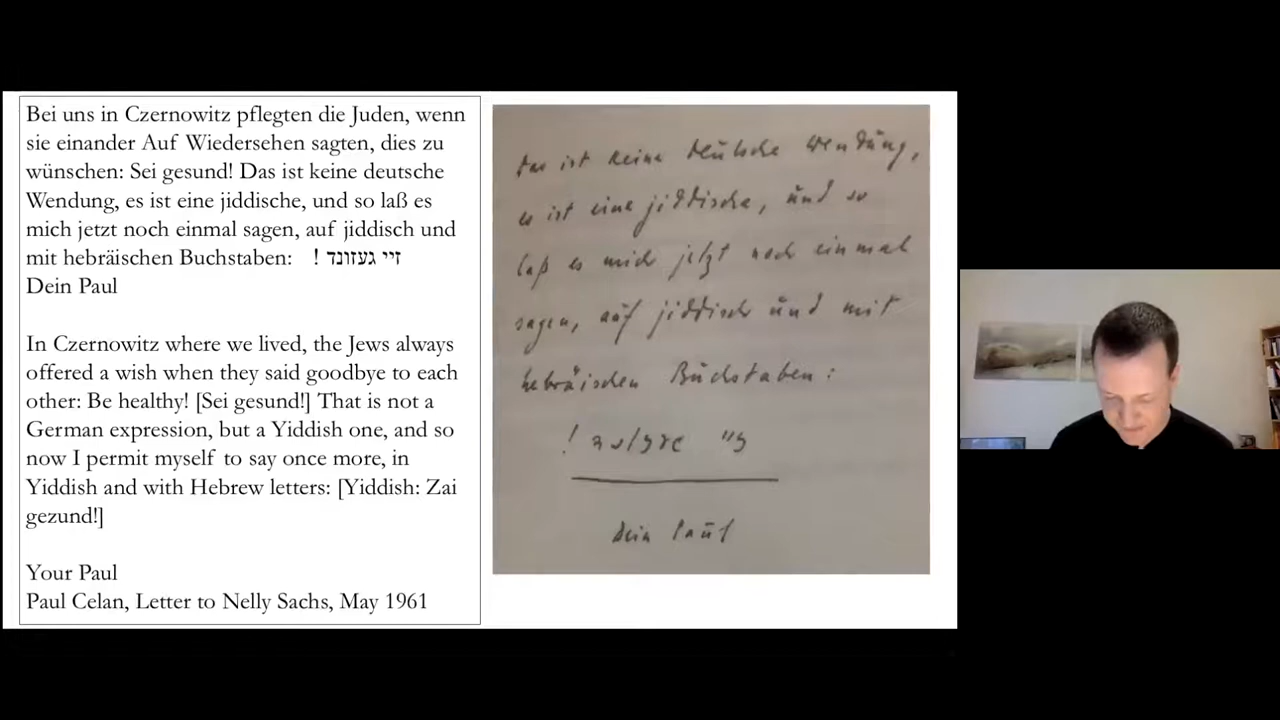 Bei uns in Czernowitz pflegten die Juden, wenn
sie einander Auf Wiedersehen sagten, dies zu
wünschen: Sei gesund! Das ist keine deutsche
Wendung, es ist eine jiddische, und so laß es
mich jetzt noch einmal sagen, auf jiddisch und
mit hebräischen Buchstaben: זיי געזונד !
Dein Paul
In Czernowitz where we lived, the Jews always
offered a wish when they said goodbye to each
other: Be healthy! [Sei gesund!] That is not a
German expression, but a Yiddish one, and so
now I permit myself to say once more, in
Yiddish and with Hebrew letters: [Yiddish: Zai
gezund!]
Your Paul
Paul Celan, Letter to Nelly Sachs, May 1961
Das ist keine deutsche Wendung,
es ist eine jiddische, und so
laß es mich jetzt noch einmal
sagen, auf jiddisch und mit
hebräischen Buchstaben:
זיי געזונד !
Dein Paul